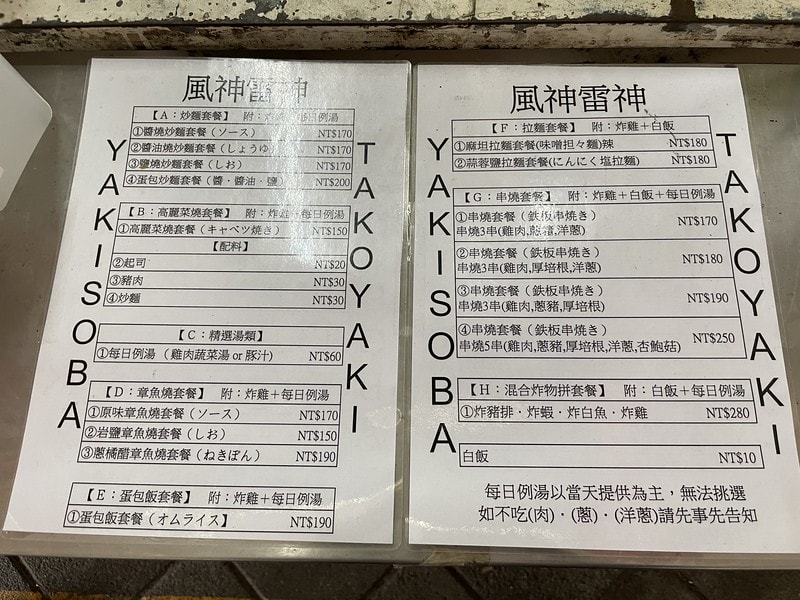 風神雷神
【A：炒麵套餐】 附：炸雞＋每日例湯
①醬燒炒麵套餐（ソース） NT$170
②醬油燒炒麵套餐（しょうゆ） NT$170
③鹽燒炒麵套餐（しお） NT$170
④蛋包炒麵套餐（醬・醬油・鹽） NT$200
【B：高麗菜燒套餐】 附：炸雞＋每日例湯
①高麗菜燒套餐（キャベツ焼き） NT$150
【配料】
②起司 NT$20
③豬肉 NT$30
④炒麵 NT$30
【C：精選湯類】
①每日例湯（雞肉蔬菜湯 or 豚汁） NT$60
【D：章魚燒套餐】 附：炸雞＋每日例湯
①原味章魚燒套餐（ソース） NT$170
②岩鹽章魚燒套餐（しお） NT$150
③蔥橘醋章魚燒套餐（ねきぽん） NT$190
【E：蛋包飯套餐】 附：炸雞＋每日例湯
①蛋包飯套餐（オムライス】 NT$190
YAKISOBA
TAKOYAKI
風神雷神
【F：拉麵套餐】 附：炸雞＋白飯
①麻坦拉麵套餐(味噌担々麺)辣 NT$180
②蒜蓉鹽拉麵套餐(にんにく塩拉麵) NT$180
【G：串燒套餐】 附：炸雞＋白飯＋每日例湯
①串燒套餐（鉄板串焼き） NT$170
串燒3串(雞肉,蔥豬,洋蔥)
②串燒套餐（鉄板串焼き） NT$180
串燒3串(雞肉,厚培根,洋蔥)
③串燒套餐（鉄板串焼き） NT$190
串燒3串(雞肉,蔥豬,厚培根)
④串燒套餐（鉄板串焼き） NT$250
串燒5串(雞肉,蔥豬,厚培根,洋蔥,杏鮑菇)
【H：混合炸物拼套餐】 附：白飯＋每日例湯
①炸豬排・炸蝦・炸白魚・炸雞 NT$280
白飯 NT$10
YAKISOBA
TAKOYAKI
每日例湯以當天提供為主，無法挑選
如不吃(肉)・(蔥)・(洋蔥)請先事先告知